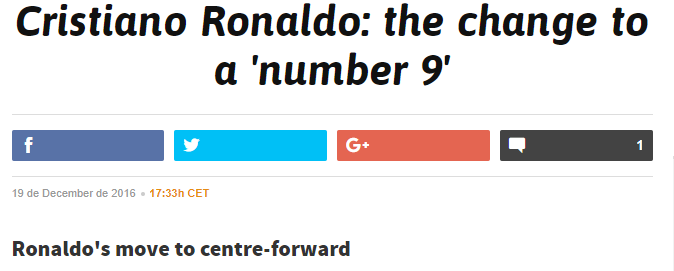 Cristiano Ronaldo: the change to
a 'number 9'
f G+ 1
19 de December de 2016 • 17:33h CET
Ronaldo's move to centre-forward